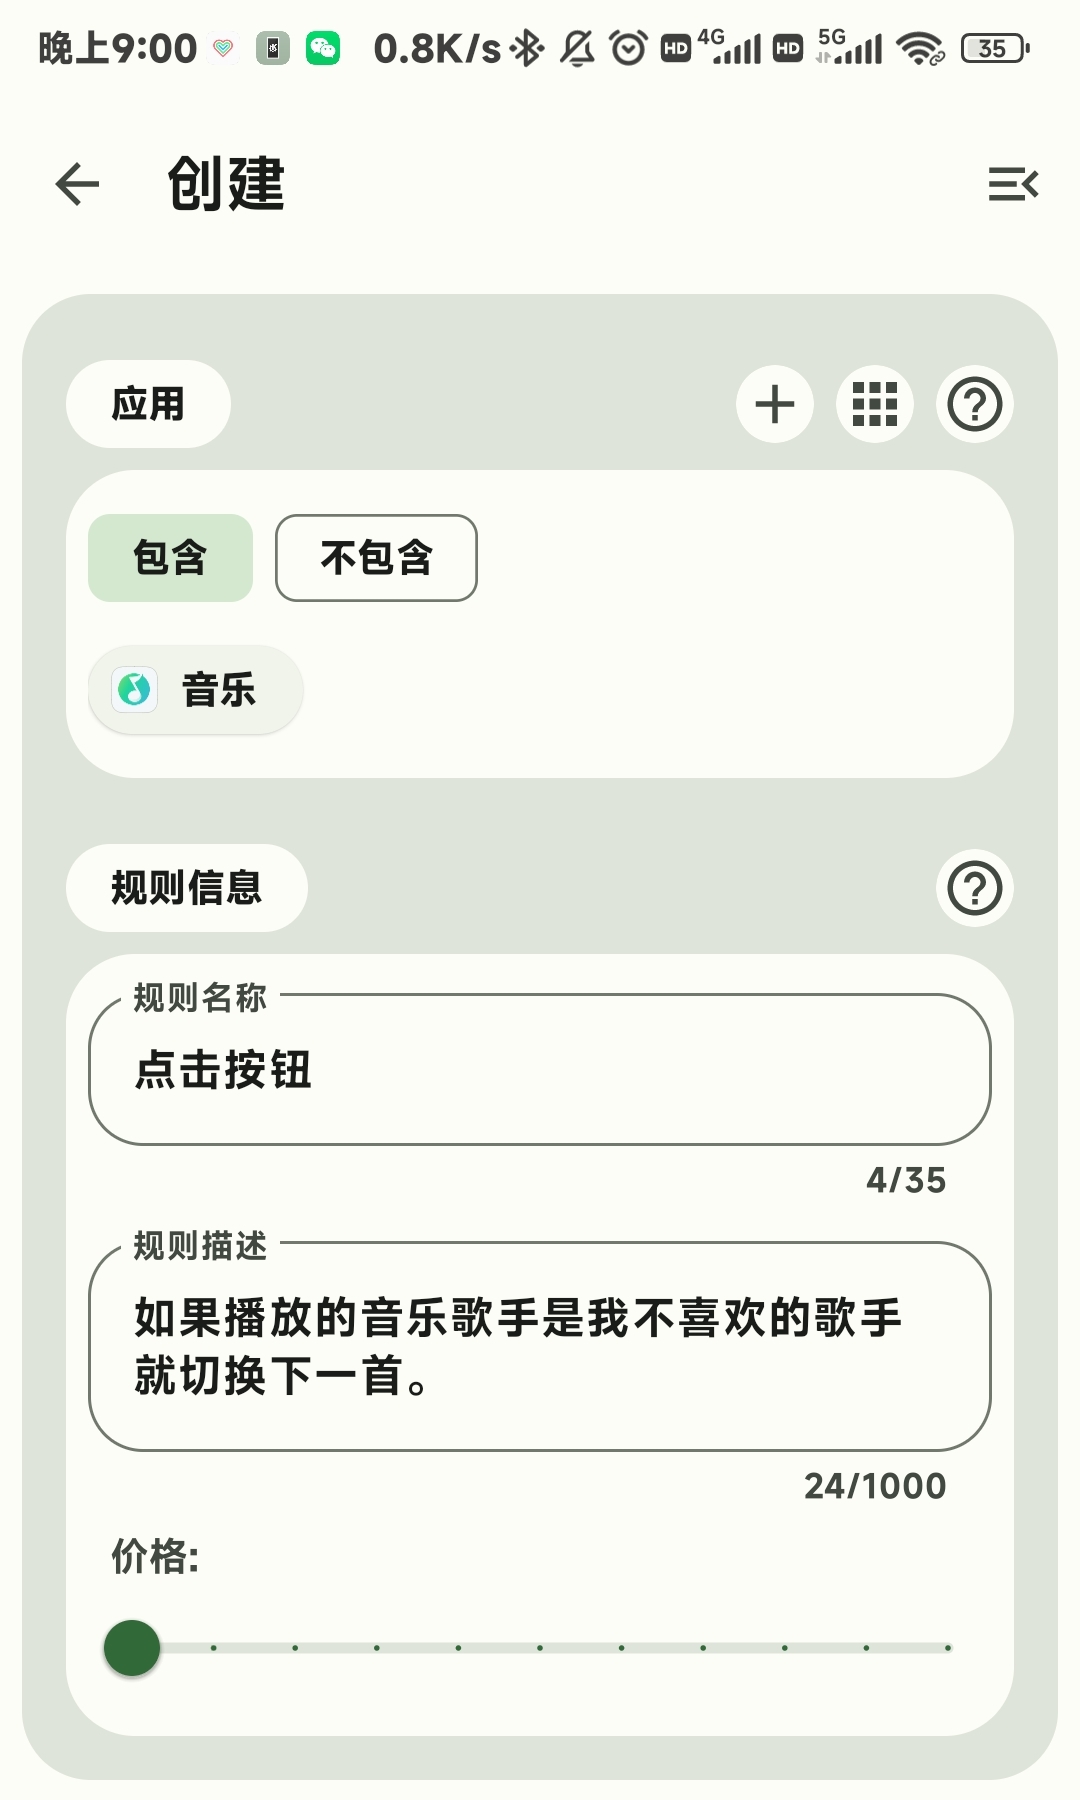 晚上9:00 0.8K/s HD 4G HD 5G 35
创建
应用
包含 不包含
音乐
规则信息
规则名称
点击按钮
4/35
规则描述
如果播放的音乐歌手是我不喜欢的歌手
就切换下一首。
24/1000
价格: